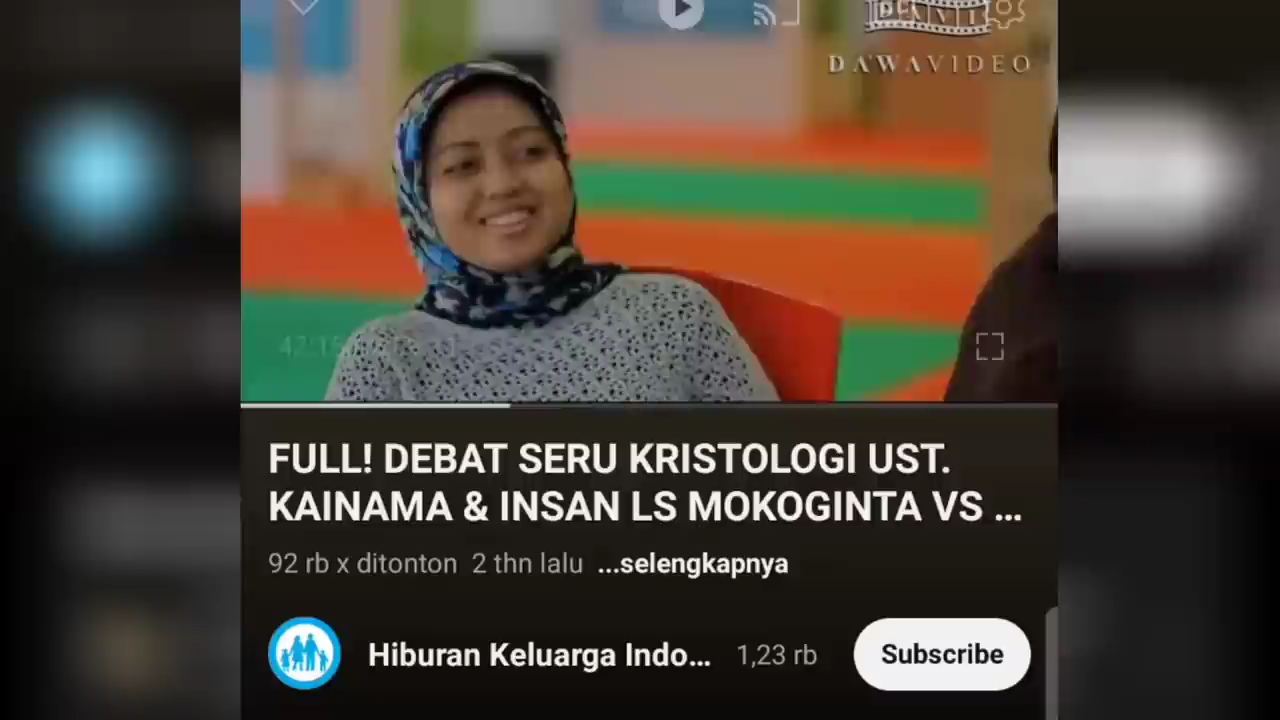 DAVI
DAWAVIDEO
FULL! DEBAT SERU KRISTOLOGI UST.
KAINAMA & INSAN LS MOKOGINTA VS ...
92 rb x ditonton 2 thn lalu ...selengkapnya
Hiburan Keluarga Indo... 1,23 rb Subscribe